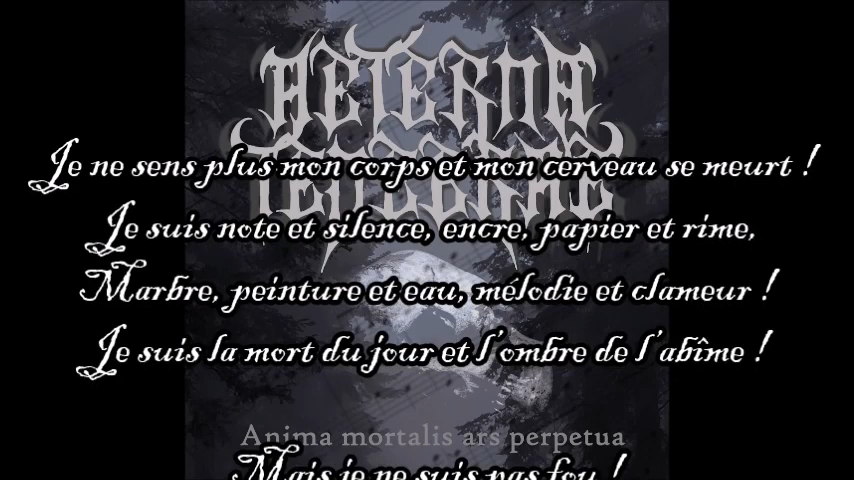 AETERNA
TENEBRAE
Je ne sens plus mon corps et mon cerveau se meurt !
Je suis note et silence, encre, papier et rime,
Marbre, peinture et eau, mélodie et clameur !
Je suis la mort du jour et l'ombre de l'abîme !
Anima mortalis ars perpetua
Mais je ne suis pas fou !